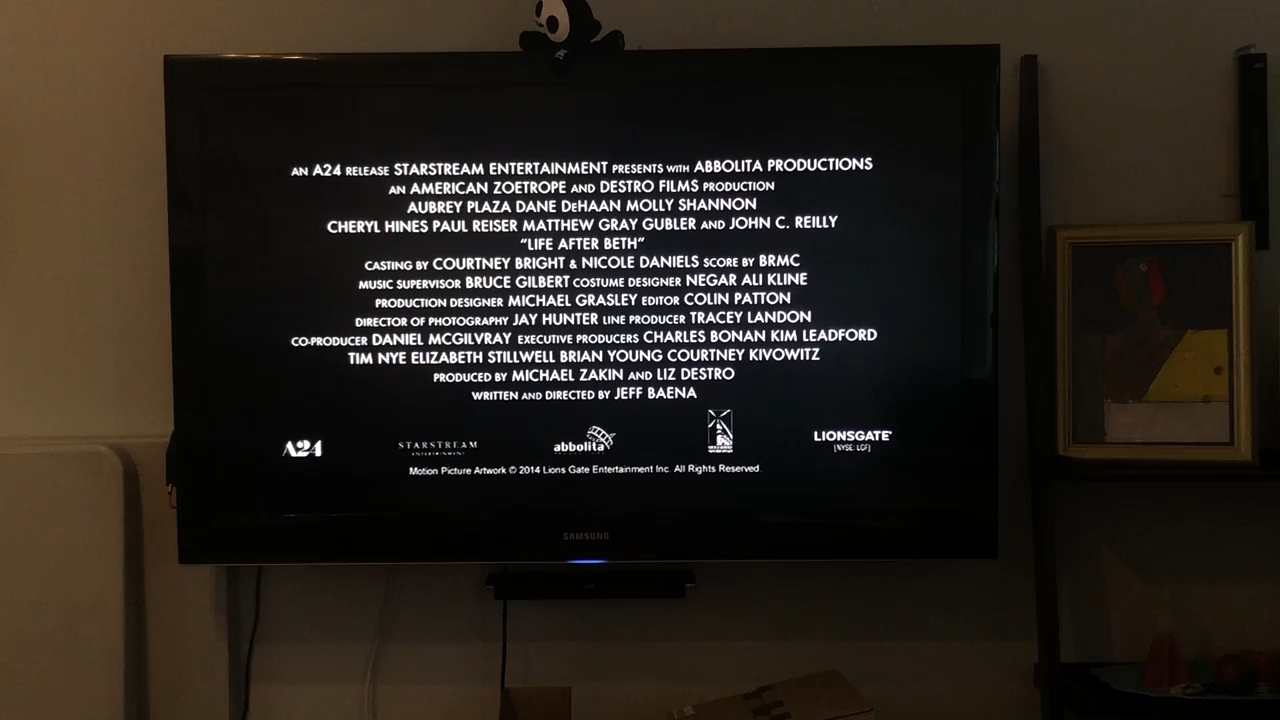 AN A24 RELEASE STARSTREAM ENTERTAINMENT PRESENTS WITH ABBOLITA PRODUCTIONS
AN AMERICAN ZOETROPE AND DESTRO FILMS PRODUCTION
AUBREY PLAZA DANE DeHAAN MOLLY SHANNON
CHERYL HINES PAUL REISER MATTHEW GRAY GUBLER AND JOHN C. REILLY
"LIFE AFTER BETH"
CASTING BY COURTNEY BRIGHT & NICOLE DANIELS SCORE BY BRMC
MUSIC SUPERVISOR BRUCE GILBERT COSTUME DESIGNER NEGAR ALI KLINE
PRODUCTION DESIGNER MICHAEL GRASLEY EDITOR COLIN PATTON
DIRECTOR OF PHOTOGRAPHY JAY HUNTER LINE PRODUCER TRACEY LANDON
CO-PRODUCER DANIEL MCGILVRAY EXECUTIVE PRODUCERS CHARLES BONAN KIM LEADFORD
TIM NYE ELIZABETH STILLWELL BRIAN YOUNG COURTNEY KIVOWITZ
PRODUCED BY MICHAEL ZAKIN AND LIZ DESTRO
WRITTEN AND DIRECTED BY JEFF BAENA
A24 STARSTREAM abbolita LIONSGATE
ENTERTAINMENT [NYSE: LGF]
Motion Picture Artwork © 2014 Lions Gate Entertainment Inc. All Rights Reserved.
SAMSUNG